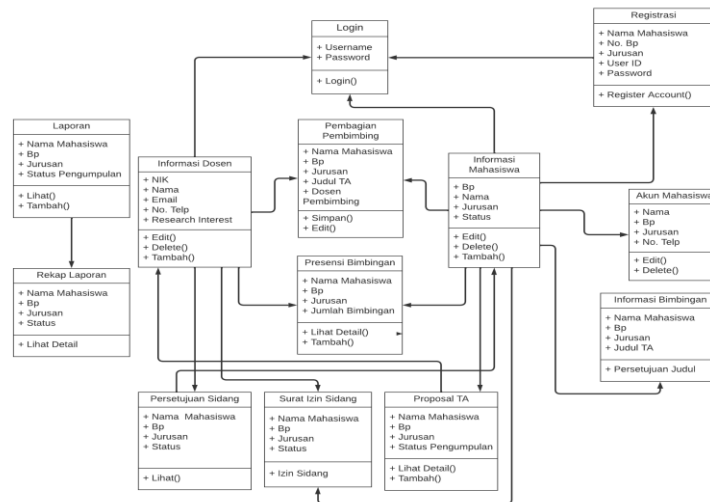 Login
+ Username
+ Password
+ Login()
Registrasi
+ Nama Mahasiswa
+ No. Bp
+ Jurusan
+ User ID
+ Password
+ Register Account()
Laporan
+ Nama Mahasiswa
+ Bp
+ Jurusan
+ Status Pengumpulan
+ Lihat()
+ Tambah()
Informasi Dosen
+ NIK
+ Nama
+ Email
+ No. Telp
+ Research Interest
+ Edit()
+ Delete()
+ Tambah()
Pembagian
Pembimbing
+ Nama Mahasiswa
+ Bp
+ Jurusan
+ Judul TA
+ Dosen
Pembimbing
+ Simpan()
+ Edit()
Informasi
Mahasiswa
+ Bp
+ Nama
+ Jurusan
+ Status
+ Edit()
+ Delete()
+ Tambah()
Akun Mahasiswa
+ Nama
+ Bp
+ Jurusan
+ No. Telp
+ Edit()
+ Delete()
Rekap Laporan
+ Nama Mahasiswa
+ Bp
+ Jurusan
+ Status
+ Lihat Detail
Presensi Bimbingan
+ Nama Mahasiswa
+ Bp
+ Jurusan
+ Jumlah Bimbingan
+ Lihat Detail()
+ Tambah()
Informasi Bimbingan
+ Nama Mahasiswa
+ Bp
+ Jurusan
+ Judul TA
+ Persetujuan Judul
Persetujuan Sidang
+ Nama Mahasiswa
+ Bp
+ Jurusan
+ Status
+ Lihat()
Surat Izin Sidang
+ Nama Mahasiswa
+ Bp
+ Jurusan
+ Status
+ Izin Sidang
Proposal TA
+ Nama Mahasiswa
+ Bp
+ Jurusan
+ Status Pengumpulan
+ Lihat Detail()
+ Tambah()